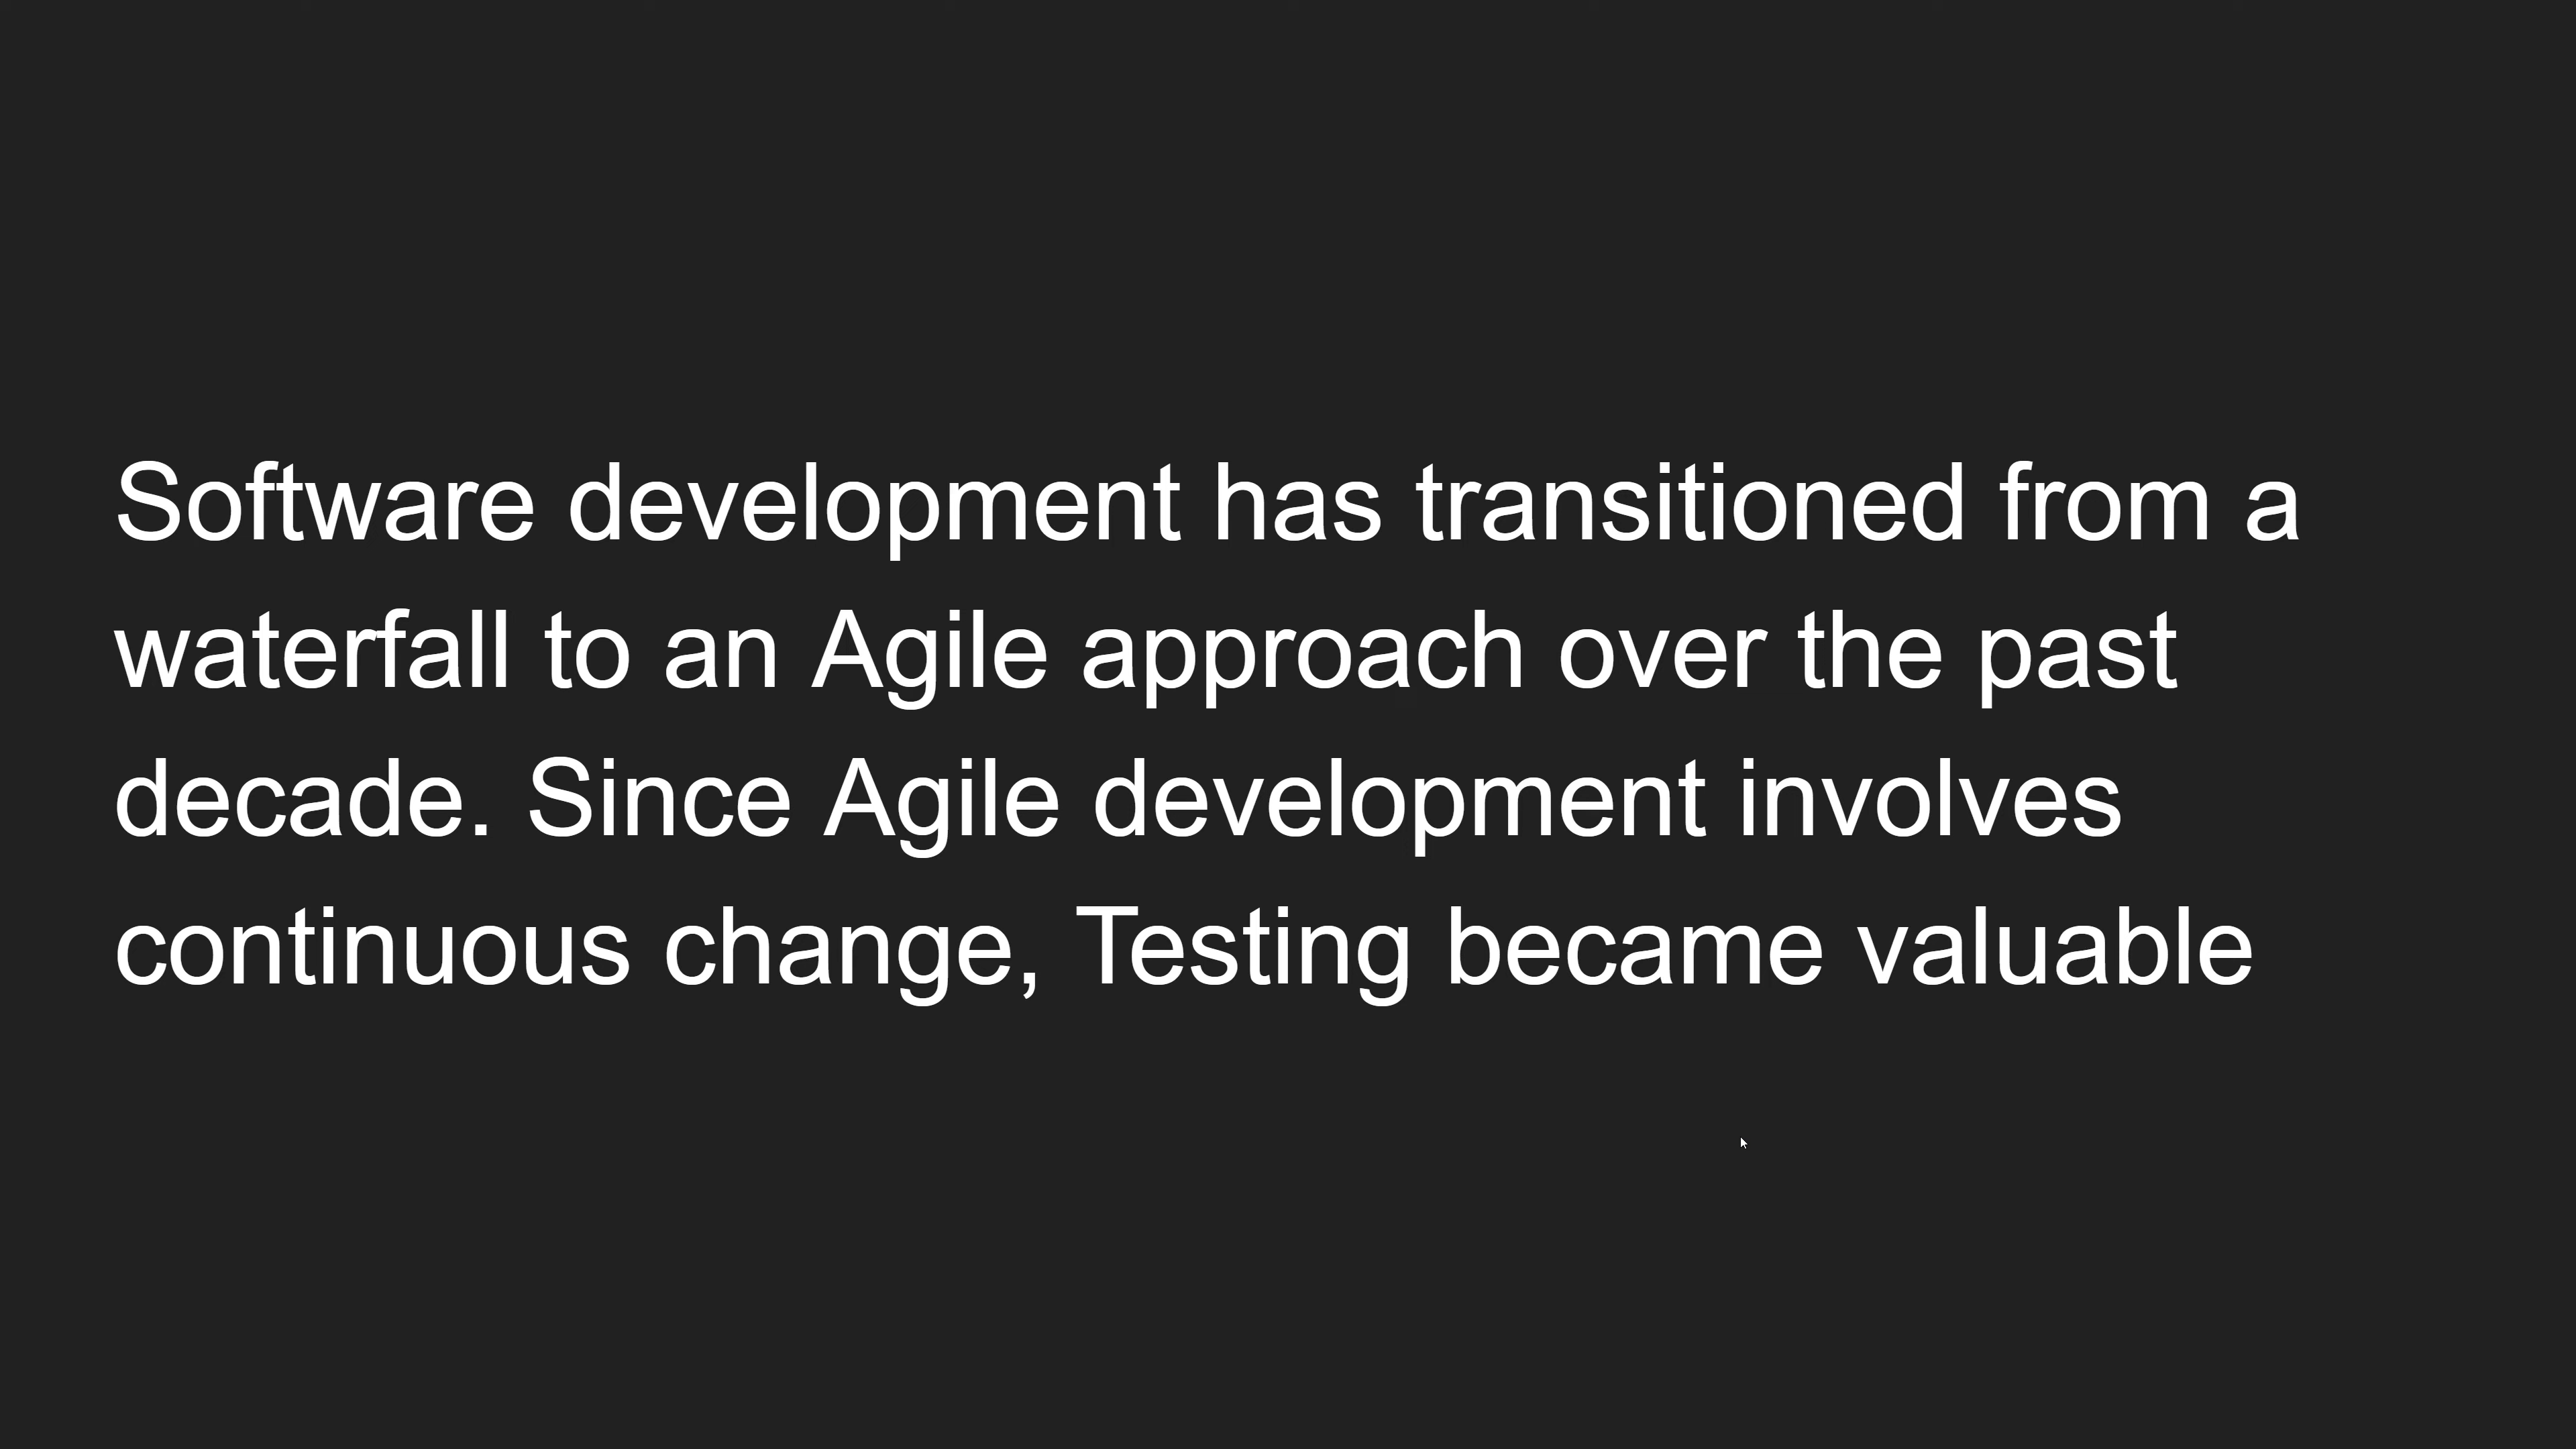 Software development has transitioned from a
waterfall to an Agile approach over the past
decade. Since Agile development involves
continuous change, Testing became valuable